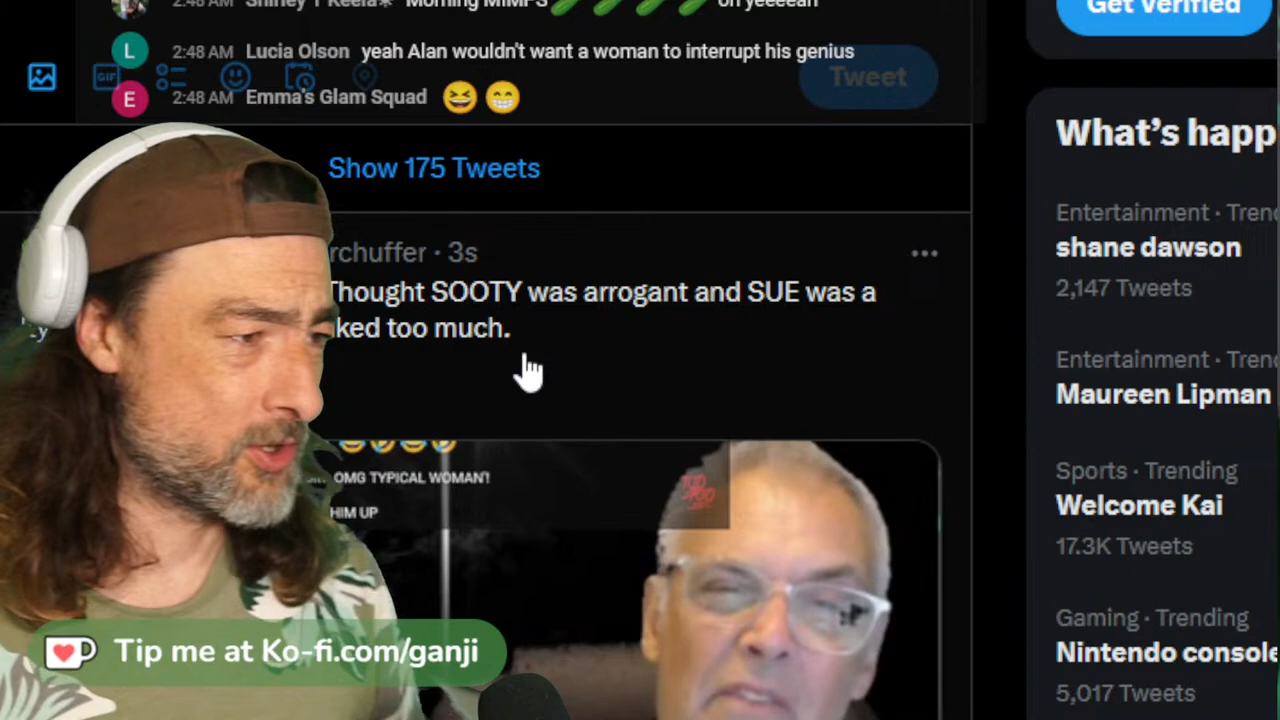 Get Verified
2:48 AM Lucia Olson yeah Alan wouldn't want a woman to interrupt his genius
GIF
Tweet
L
E 2:48 AM Emma's Glam Squad 😆 😁
Show 175 Tweets
rchuffer · 3s
Thought SOOTY was arrogant and SUE was a
ked too much.
OMG TYPICAL WOMAN'!
HIM UP
What's happ
Entertainment · Tren
shane dawson
2,147 Tweets
Entertainment · Tren
Maureen Lipman
Sports · Trending
Welcome Kai
17.3K Tweets
Gaming · Trending
Nintendo console
5,017 Tweets
Tip me at Ko-fi.com/ganji